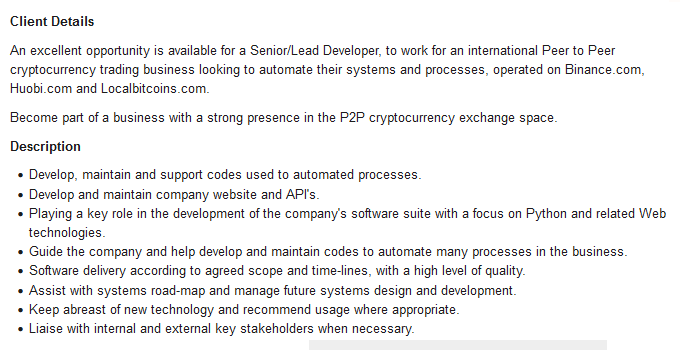 Client Details
An excellent opportunity is available for a Senior/Lead Developer, to work for an international Peer to Peer
cryptocurrency trading business looking to automate their systems and processes, operated on Binance.com,
Huobi.com and Localbitcoins.com.
Become part of a business with a strong presence in the P2P cryptocurrency exchange space.
Description
• Develop, maintain and support codes used to automated processes.
• Develop and maintain company website and API's.
• Playing a key role in the development of the company's software suite with a focus on Python and related Web
technologies.
• Guide the company and help develop and maintain codes to automate many processes in the business.
• Software delivery according to agreed scope and time-lines, with a high level of quality.
• Assist with systems road-map and manage future systems design and development.
• Keep abreast of new technology and recommend usage where appropriate.
• Liaise with internal and external key stakeholders when necessary.